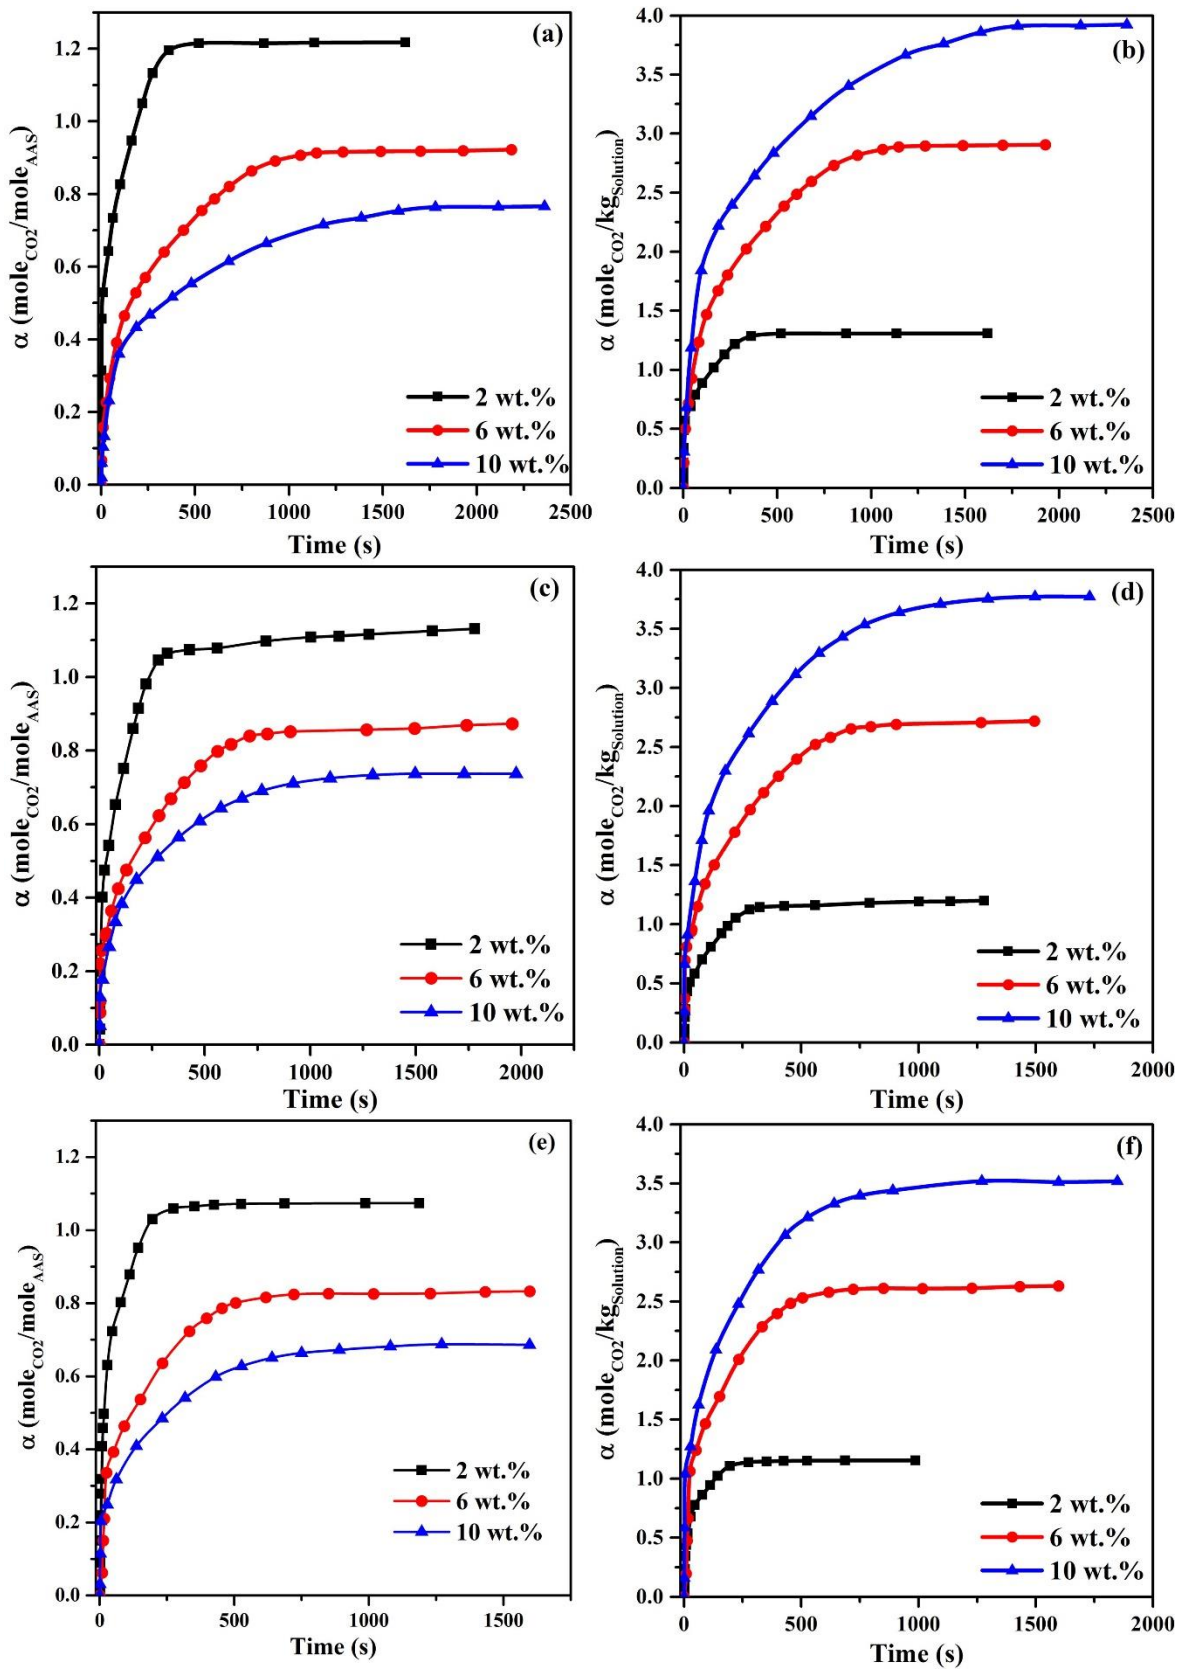 (a)
α (mole_CO2/mole_AAS)
1.2
1.0
0.8
0.6
0.4
0.2
0.0
2 wt.%
6 wt.%
10 wt.%
0 500 1000 1500 2000 2500
Time (s)
(b)
α (mole_CO2/kg_Solution)
4.0
3.5
3.0
2.5
2.0
1.5
1.0
0.5
0.0
2 wt.%
6 wt.%
10 wt.%
0 500 1000 1500 2000 2500
Time (s)
(c)
α (mole_CO2/mole_AAS)
1.2
1.0
0.8
0.6
0.4
0.2
0.0
2 wt.%
6 wt.%
10 wt.%
0 500 1000 1500 2000
Time (s)
(d)
α (mole_CO2/kg_Solution)
4.0
3.5
3.0
2.5
2.0
1.5
1.0
0.5
0.0
2 wt.%
6 wt.%
10 wt.%
0 500 1000 1500 2000
Time (s)
(e)
α (mole_CO2/mole_AAS)
1.2
1.0
0.8
0.6
0.4
0.2
0.0
2 wt.%
6 wt.%
10 wt.%
0 500 1000 1500
Time (s)
(f)
α (mole_CO2/kg_Solution)
4.0
3.5
3.0
2.5
2.0
1.5
1.0
0.5
0.0
2 wt.%
6 wt.%
10 wt.%
0 500 1000 1500 2000
Time (s)